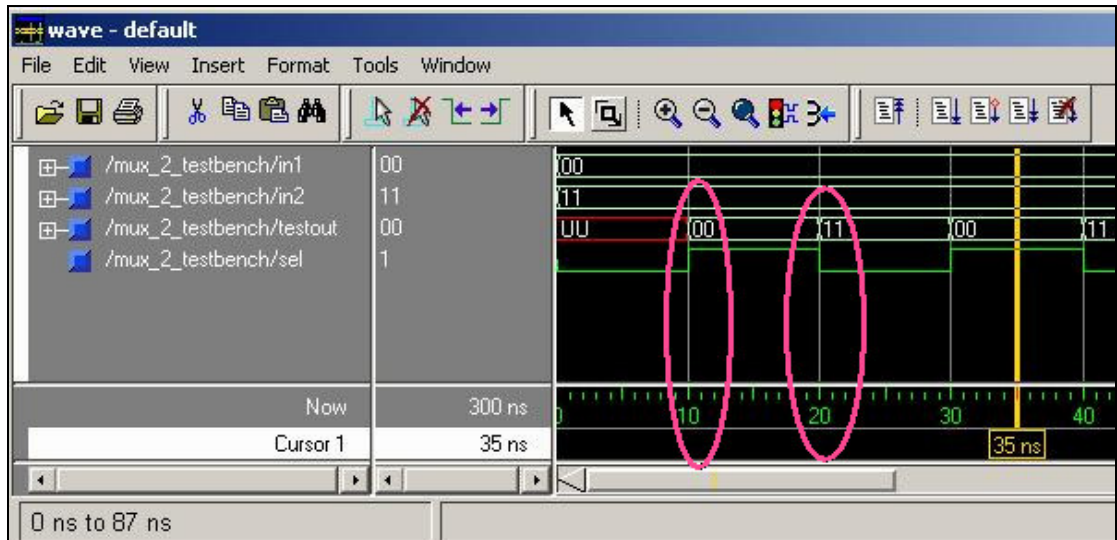 wave - default
File Edit View Insert Format Tools Window
/mux_2_testbench/in1 00 00
/mux_2_testbench/in2 11 11
/mux_2_testbench/testout 00 UU 00 11 00 11
/mux_2_testbench/sel 1
Now 300 ns 0 10 20 30 40
Cursor 1 35 ns 35 ns
0 ns to 87 ns